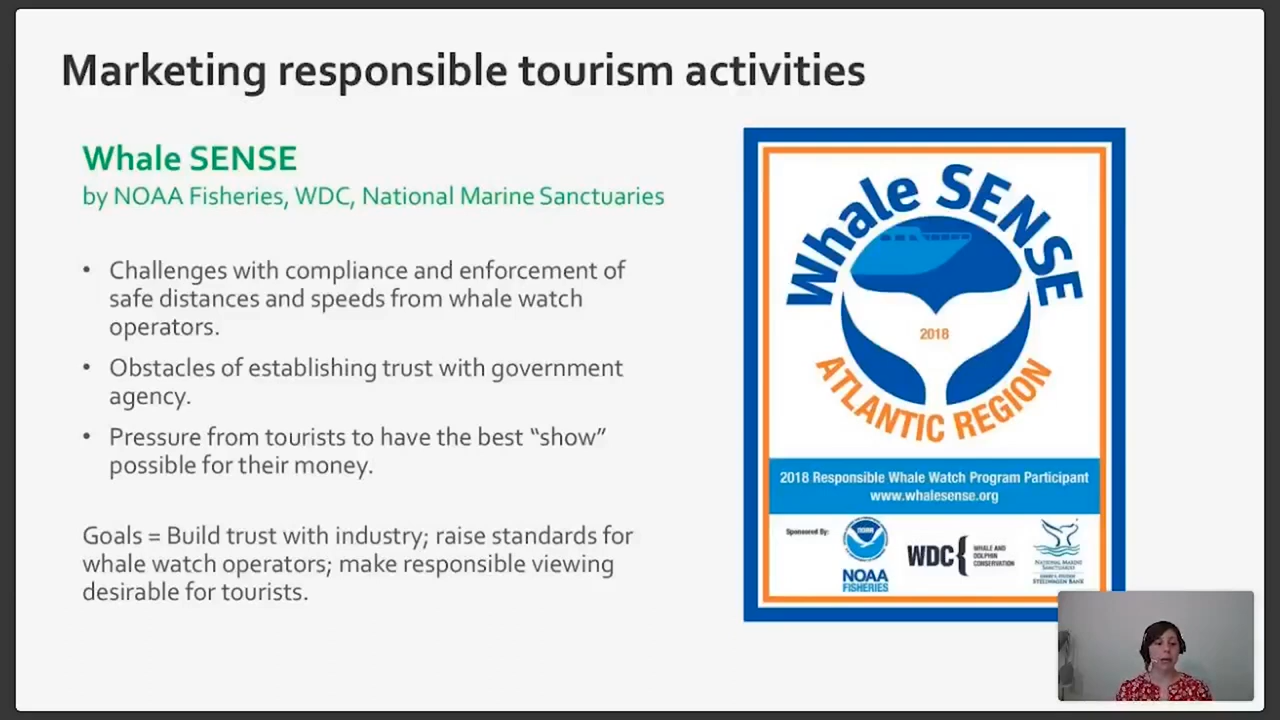 Marketing responsible tourism activities
Whale SENSE
by NOAA Fisheries, WDC, National Marine Sanctuaries
• Challenges with compliance and enforcement of
safe distances and speeds from whale watch
operators.
• Obstacles of establishing trust with government
agency.
• Pressure from tourists to have the best “show”
possible for their money.
Goals = Build trust with industry; raise standards for
whale watch operators; make responsible viewing
desirable for tourists.
Whale SENSE
2018
ATLANTIC REGION
2018 Responsible Whale Watch Program Participant
www.whalesense.org
Sponsored By:
NOAA
NOAA
FISHERIES
WDC
WHALE AND
DOLPHIN
CONSERVATION
NATIONAL MARINE
SANCTUARIES
STELLWAGEN BANK